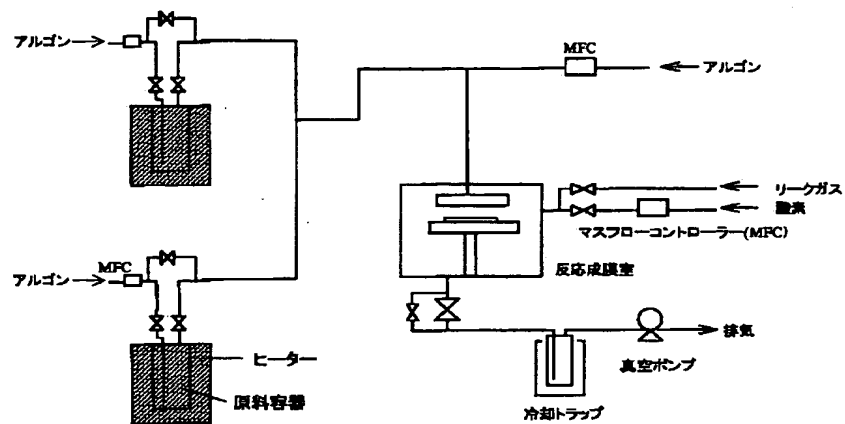 アルゴン
MFC
アルゴン
リークガス
酸素
マスフローコントローラー(MFC)
反応成膜室
MFC
アルゴン
排気
ヒーター
真空ポンプ
原料容器
冷却トラップ